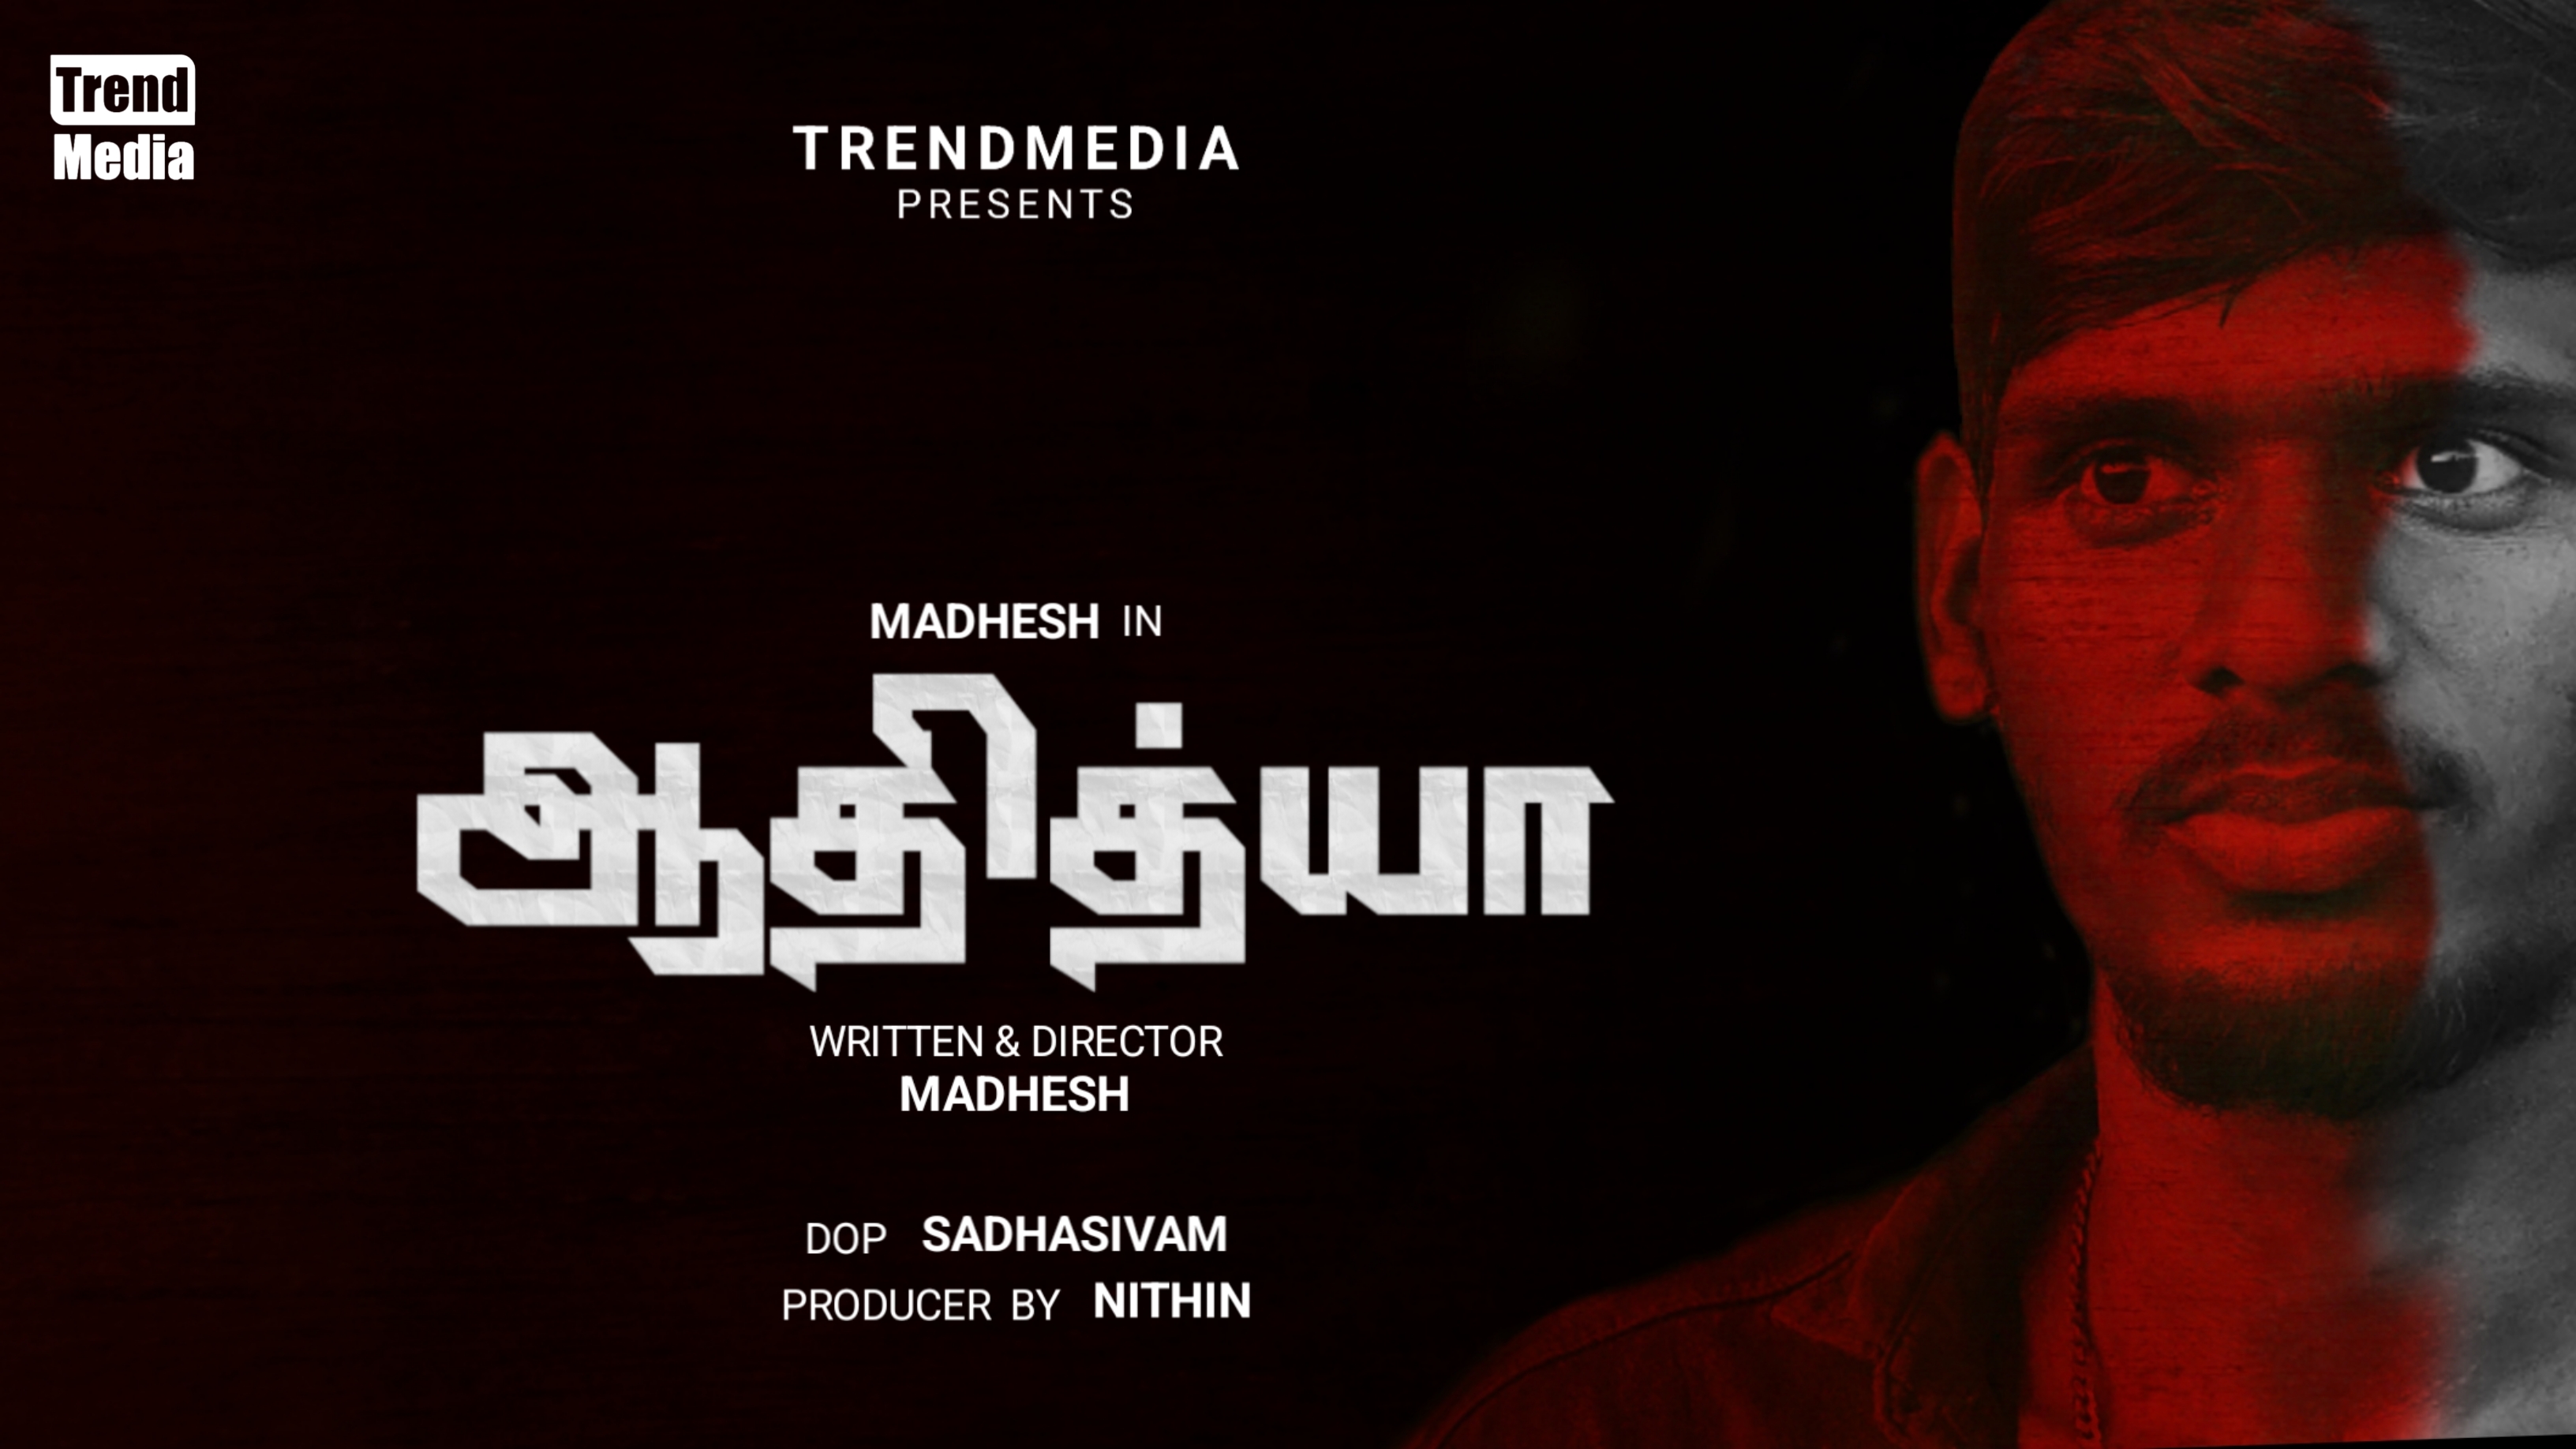 Trend
Media
TRENDMEDIA
PRESENTS
MADHESH IN
ஆதித்யா
WRITTEN & DIRECTOR
MADHESH
DOP SADHASIVAM
PRODUCER BY NITHIN